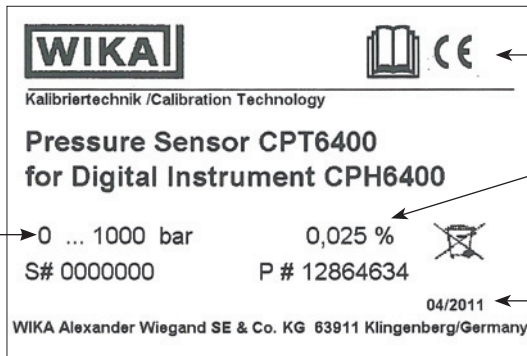 WIKA
CE
Kalibriertechnik /Calibration Technology
Pressure Sensor CPT6400
for Digital Instrument CPH6400
0 ... 1000 bar 0,025 %
S# 0000000 P # 12864634
04/2011
WIKA Alexander Wiegand SE & Co. KG 63911 Klingenberg/Germany